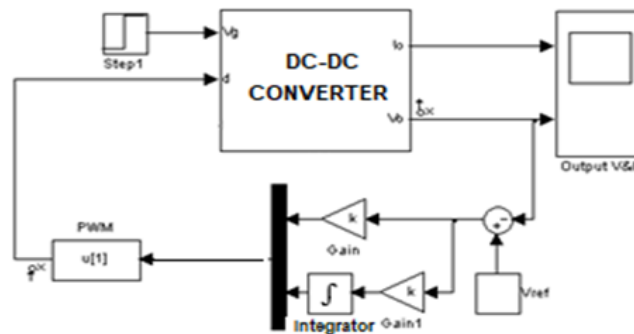 Vg
Step1
DC-DC
CONVERTER
Io
d
Vo
Output V&I
PWM
u[1]
k
Gain
k
Gain1
Integrator
Vref